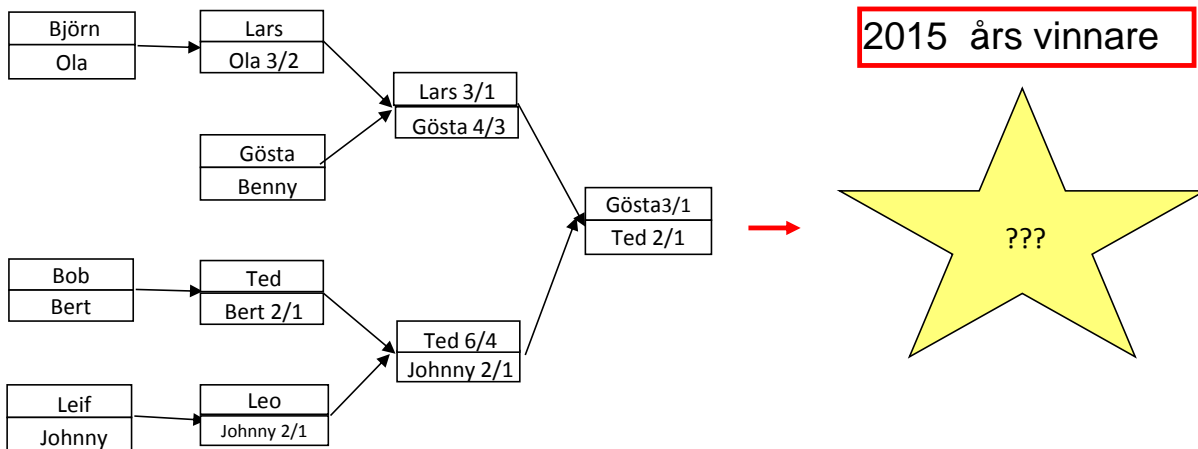 Björn
Ola
Lars
Ola 3/2
Gösta
Benny
Lars 3/1
Gösta 4/3
Bob
Bert
Ted
Bert 2/1
Leif
Johnny
Leo
Johnny 2/1
Ted 6/4
Johnny 2/1
Gösta3/1
Ted 2/1
2015 års vinnare
???